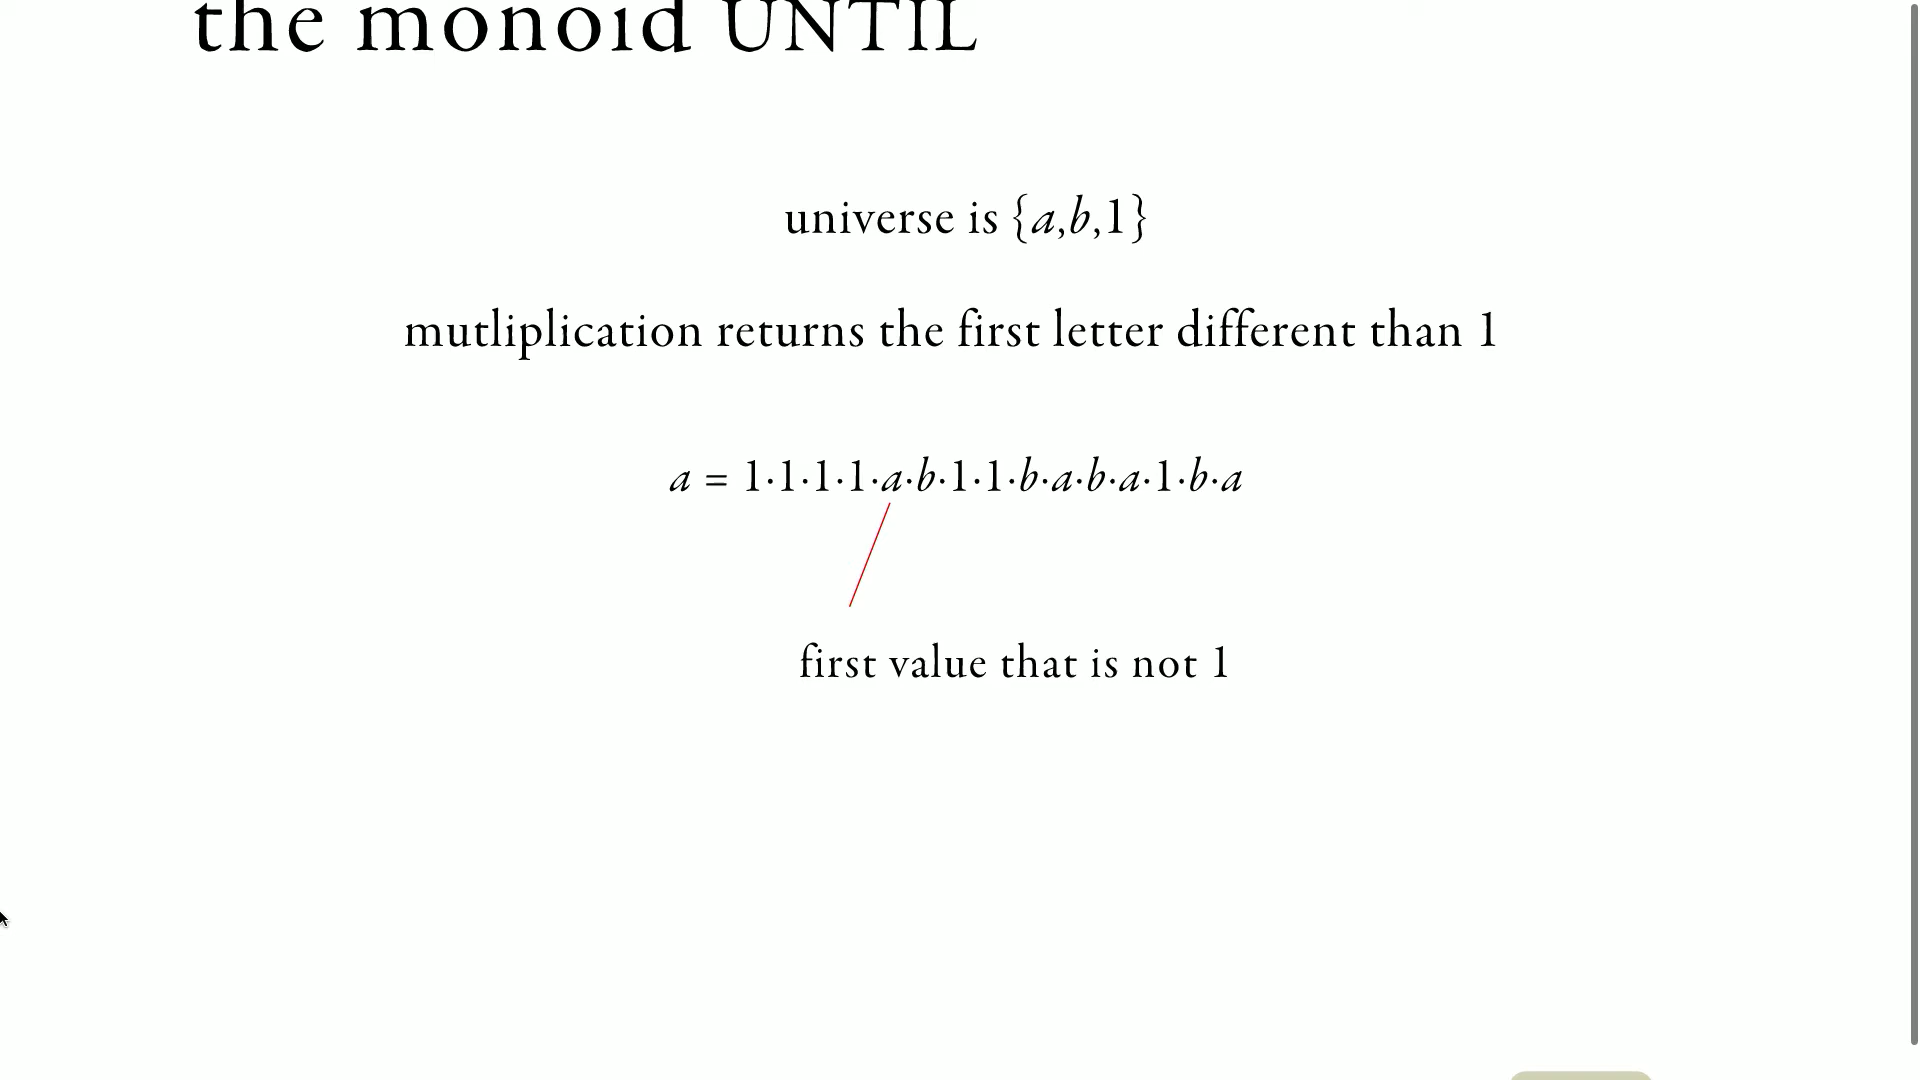 the monoid UNTIL
universe is {a,b,1}
mutliplication returns the first letter different than 1
a = 1·1·1·1·a·b·1·1·b·a·b·a·1·b·a
first value that is not 1